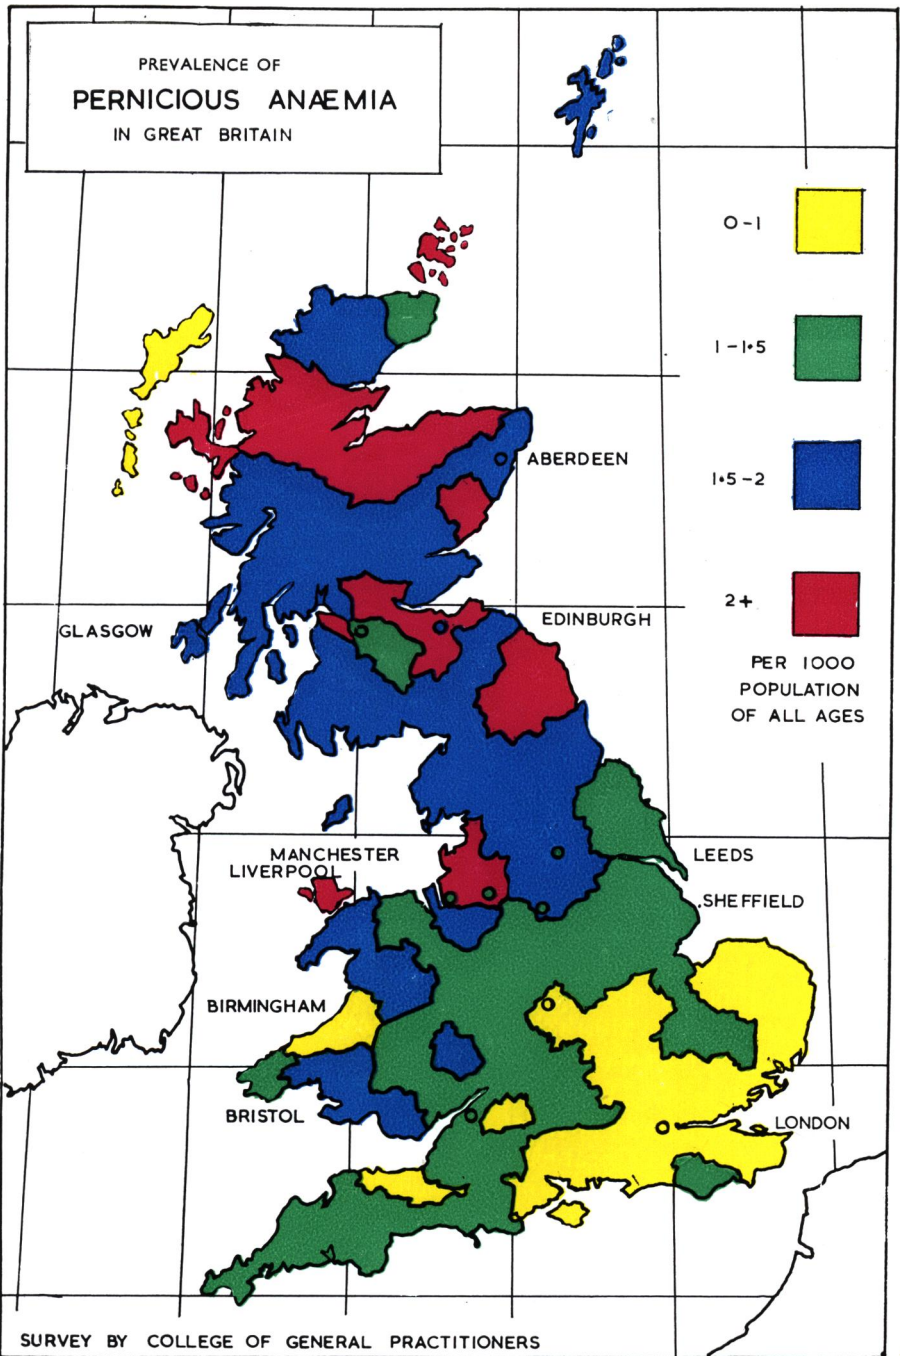 PREVALENCE OF
PERNICIOUS ANÆMIA
IN GREAT BRITAIN
0-1
1-1•5
ABERDEEN
1•5-2
2+
GLASGOW
EDINBURGH
PER 1000
POPULATION
OF ALL AGES
MANCHESTER
LEEDS
LIVERPOOL
SHEFFIELD
BIRMINGHAM
BRISTOL
LONDON
SURVEY BY COLLEGE OF GENERAL PRACTITIONERS